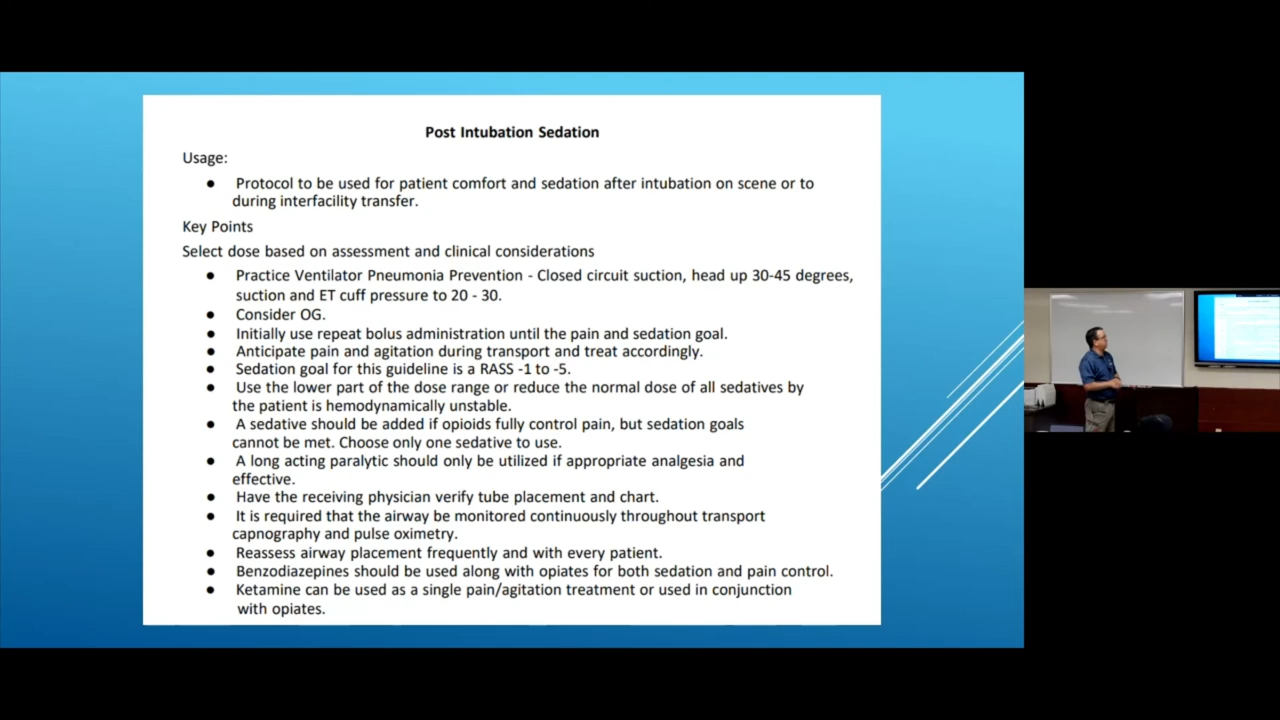 Post Intubation Sedation
Usage:
● Protocol to be used for patient comfort and sedation after intubation on scene or to
during interfacility transfer.
Key Points
Select dose based on assessment and clinical considerations
● Practice Ventilator Pneumonia Prevention - Closed circuit suction, head up 30-45 degrees,
suction and ET cuff pressure to 20 - 30.
● Consider OG.
● Initially use repeat bolus administration until the pain and sedation goal.
● Anticipate pain and agitation during transport and treat accordingly.
● Sedation goal for this guideline is a RASS -1 to -5.
● Use the lower part of the dose range or reduce the normal dose of all sedatives by
the patient is hemodynamically unstable.
● A sedative should be added if opioids fully control pain, but sedation goals
cannot be met. Choose only one sedative to use.
● A long acting paralytic should only be utilized if appropriate analgesia and
effective.
● Have the receiving physician verify tube placement and chart.
● It is required that the airway be monitored continuously throughout transport
capnography and pulse oximetry.
● Reassess airway placement frequently and with every patient.
● Benzodiazepines should be used along with opiates for both sedation and pain control.
● Ketamine can be used as a single pain/agitation treatment or used in conjunction
with opiates.